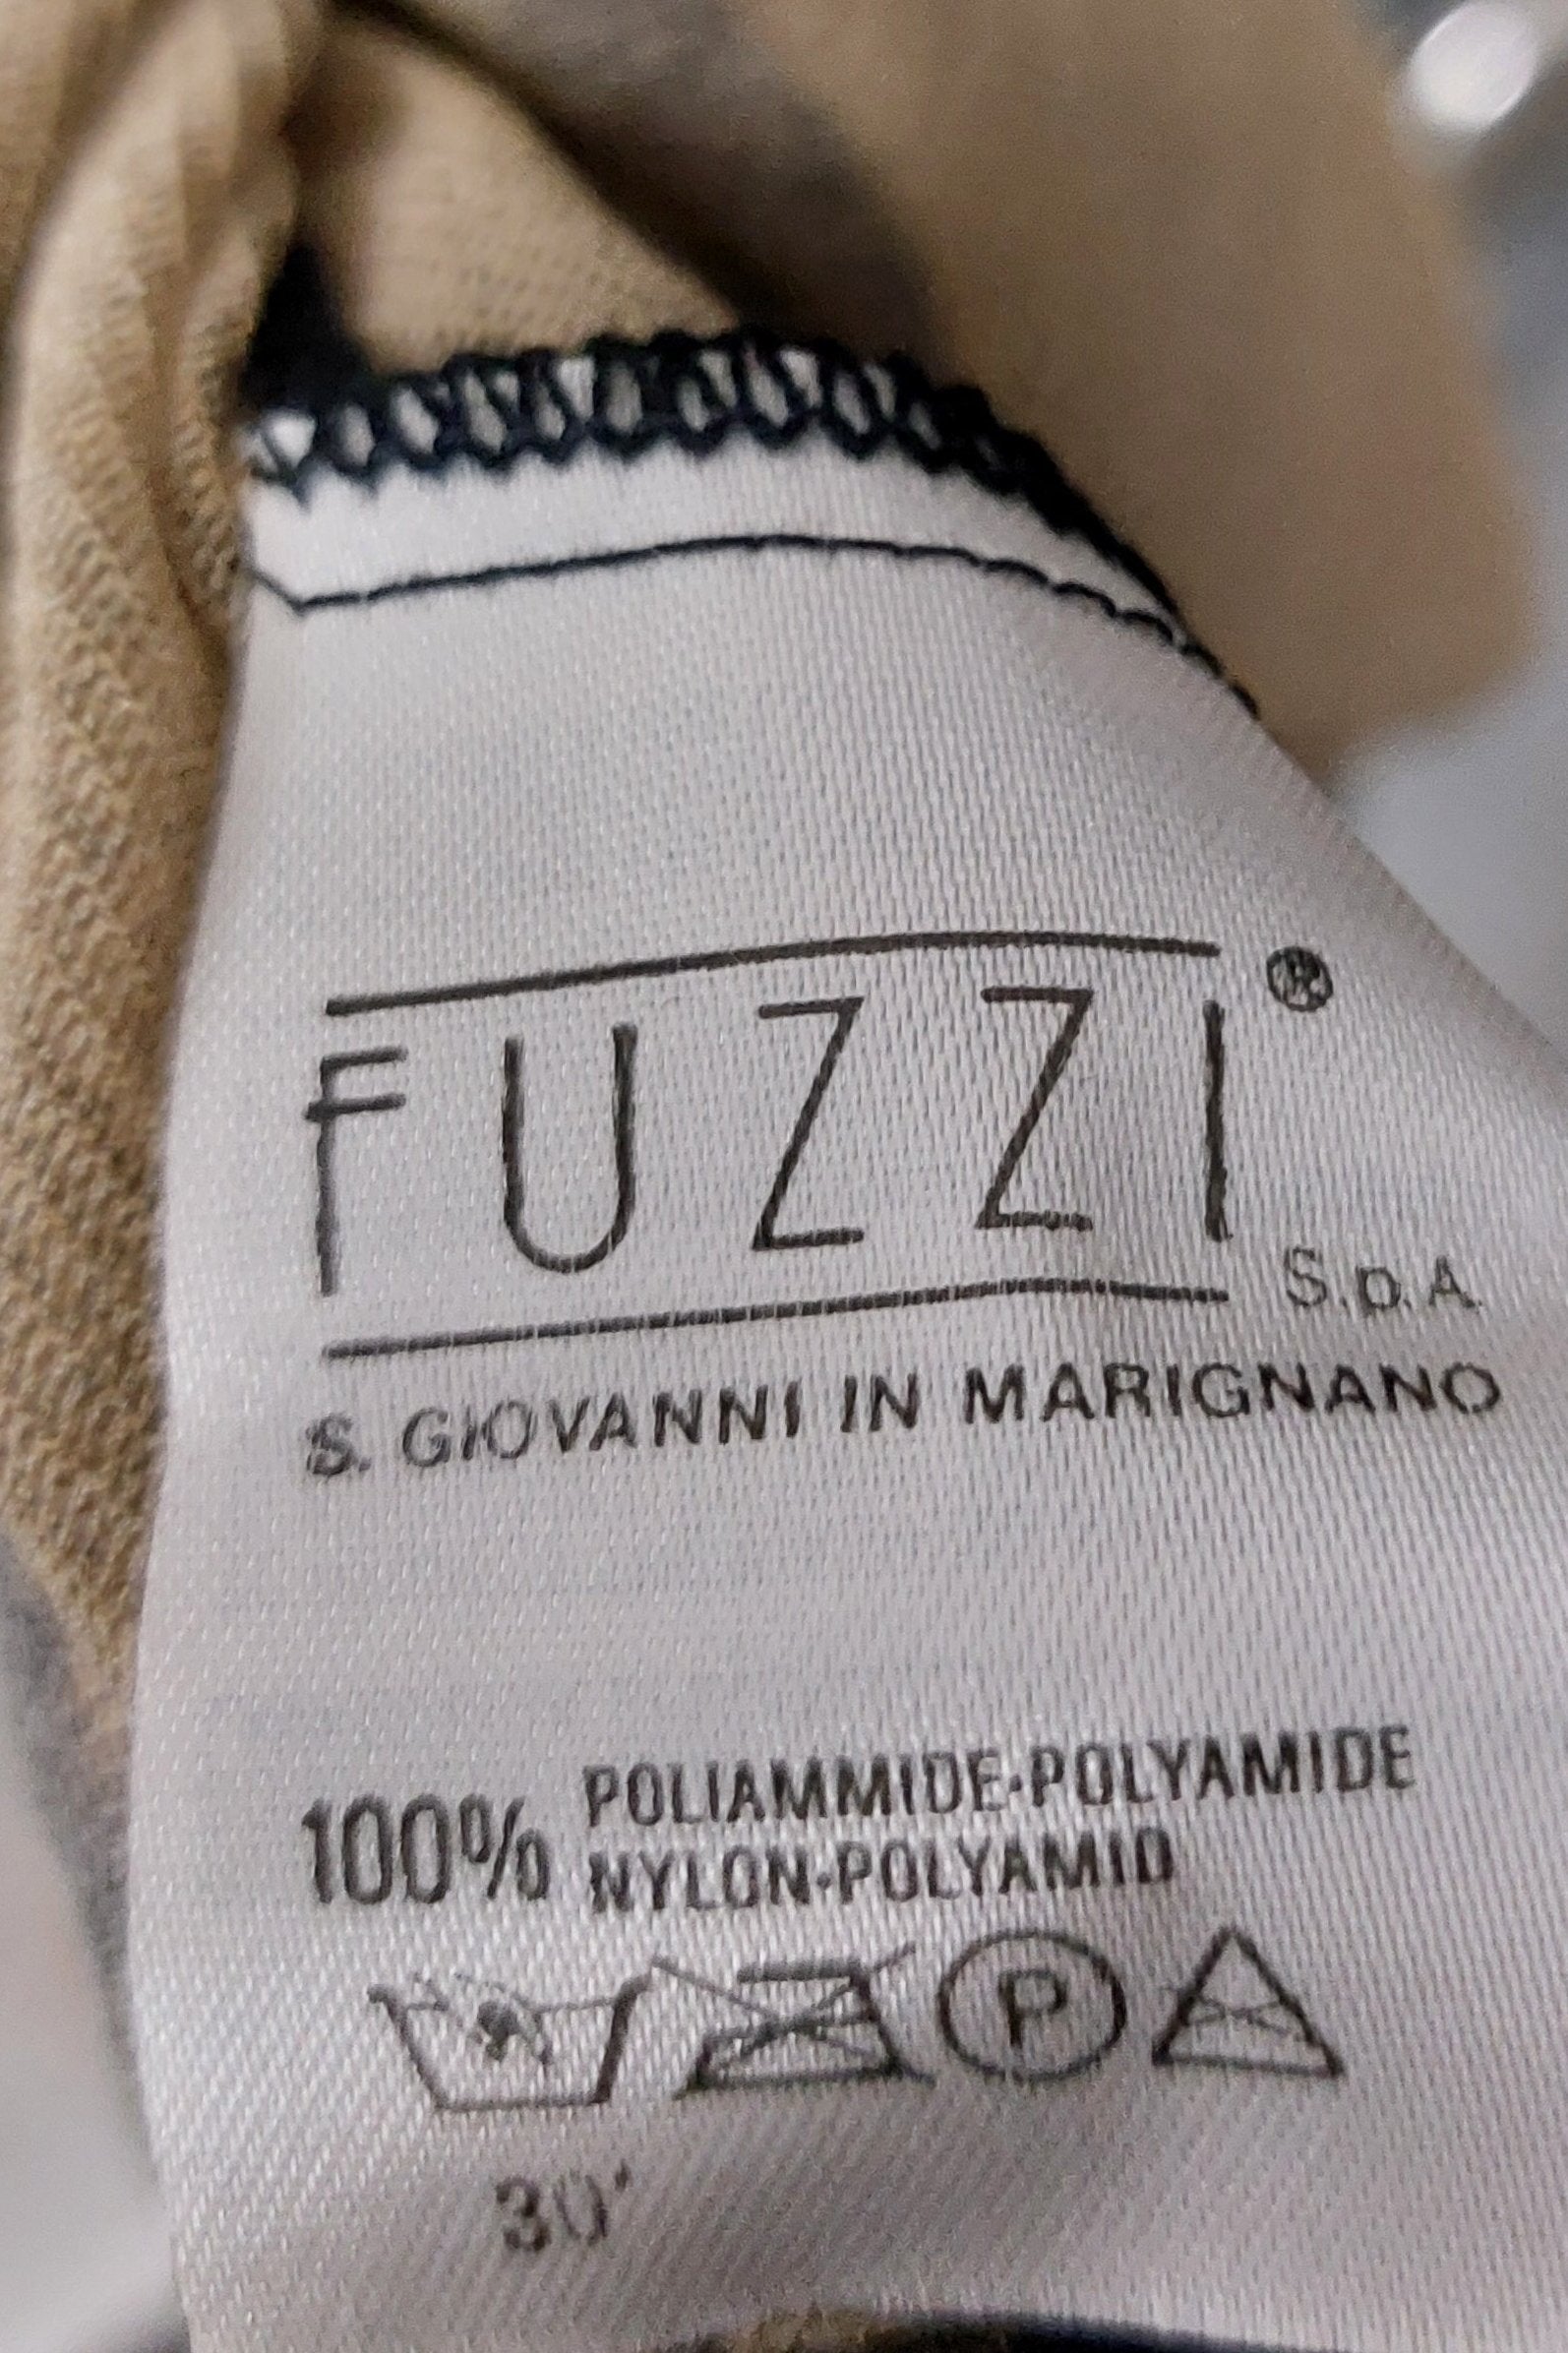 FUZZI®
S.p.A.
S. GIOVANNI IN MARIGNANO
100% POLIAMMIDE-POLYAMIDE
NYLON-POLYAMID
P
30°